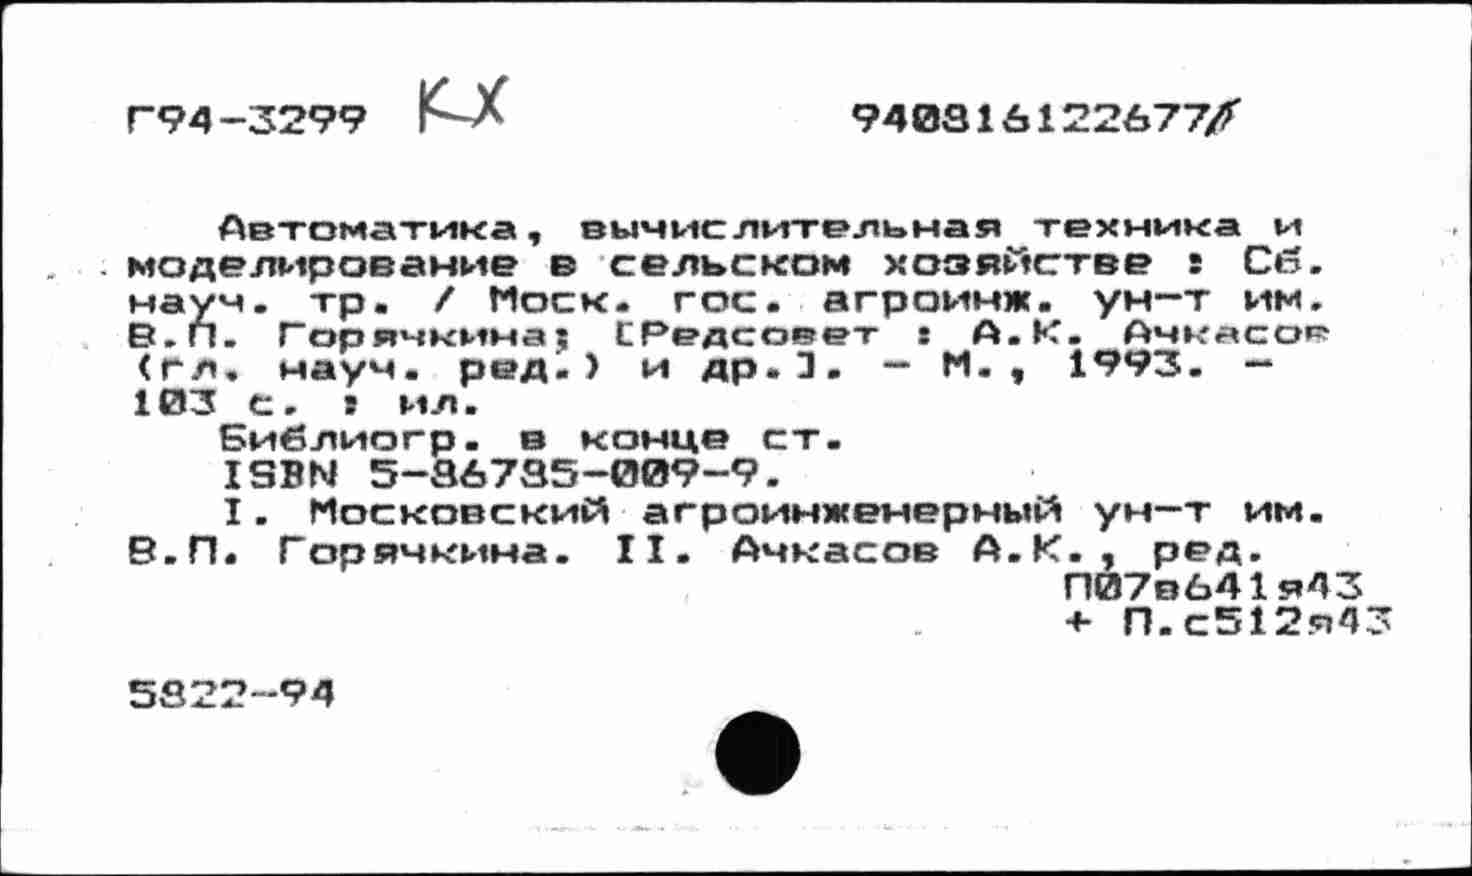 Г94-3299 КХ 940816122677
Автоматика, вычислительная техника и
моделирование в сельском хозяйстве : Сб.
науч. тр. / Моск. гос. агроинж. ун-т им.
В.П. Горячкина; [Редсовет : А.К. Ачкасов
(гл. науч. ред.) и др.]. - М., 1993. -
103 с. : ил.
Библиогр. в конце ст.
ISBN 5-86785-009-9.
I. Московский агроинженерный ун-т им.
В.П. Горячкина. II. Ачкасов А.К., ред.
П07в641я43
+ П.с512я43
5822-94